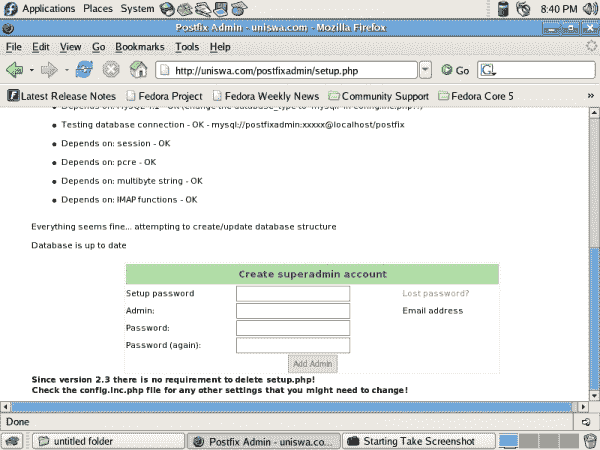 Applications Places System 8:40 PM
Postfix Admin - uniswa.com - Mozilla Firefox
File Edit View Go Bookmarks Tools Help
http://uniswa.com/postfixadmin/setup.php Go
Latest Release Notes Fedora Project Fedora Weekly News Community Support Fedora Core 5 »
Testing database connection - OK - mysql://postfixadmin:xxxxx@localhost/postfix
Depends on: session - OK
Depends on: pcre - OK
Depends on: multibyte string - OK
Depends on: IMAP functions - OK
Everything seems fine... attempting to create/update database structure
Database is up to date
Create superadmin account
Setup password Lost password?
Admin: Email address
Password:
Password (again):
Add Admin
Since version 2.3 there is no requirement to delete setup.php!
Check the config.inc.php file for any other settings that you might need to change!
Done
untitled folder Postfix Admin - uniswa.co... Starting Take Screenshot